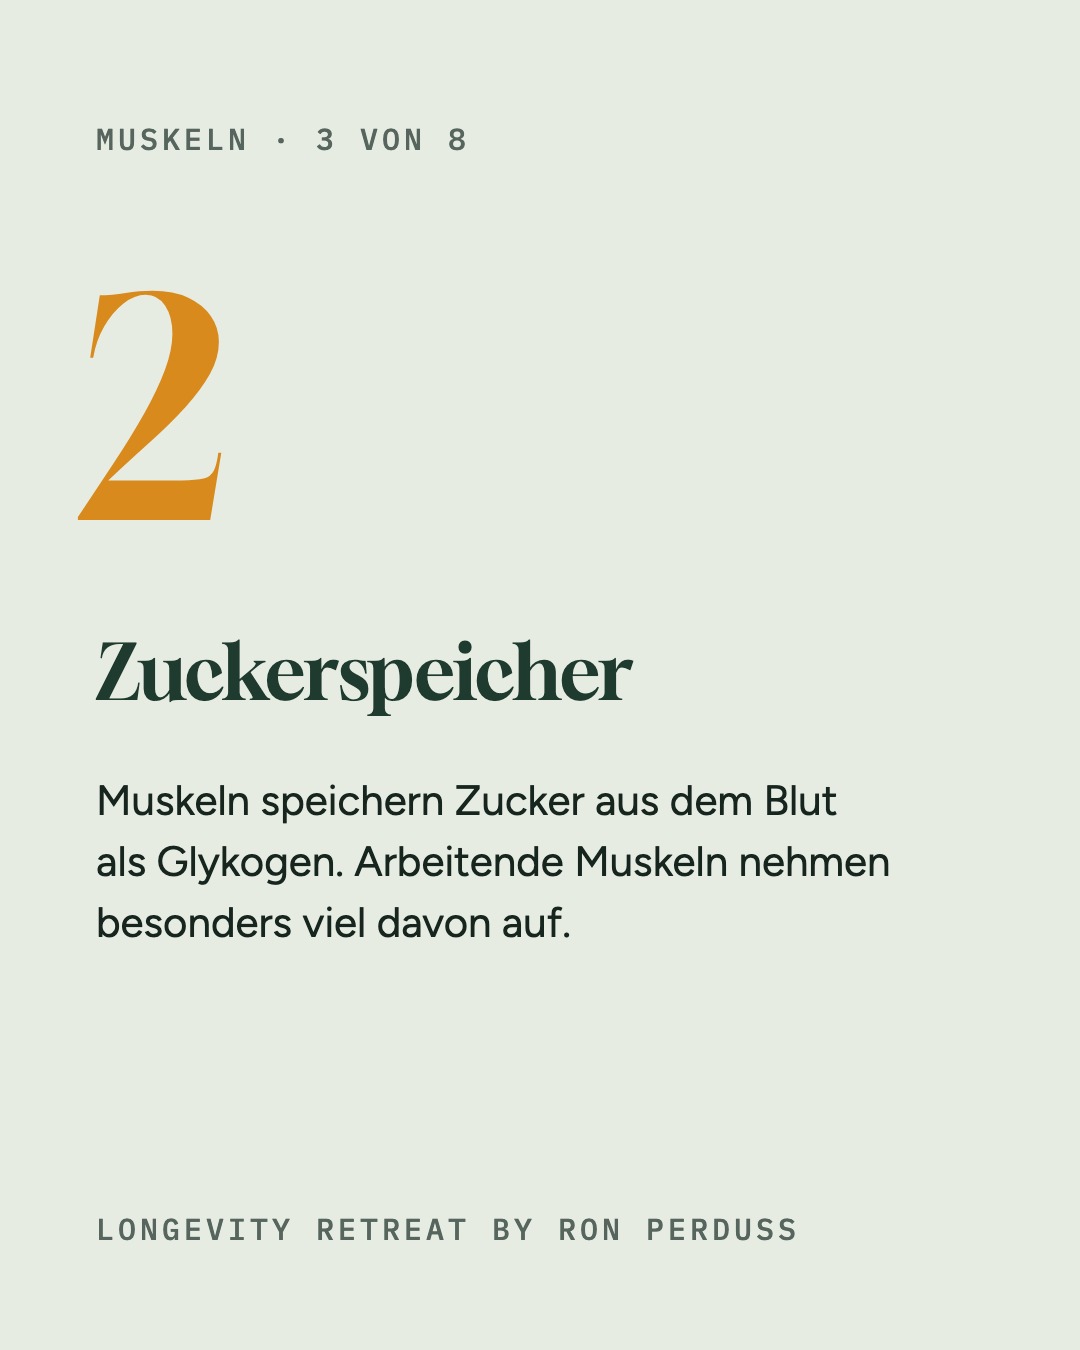 MUSKELN · 3 VON 8
2
Zuckerspeicher
Muskeln speichern Zucker aus dem Blut
als Glykogen. Arbeitende Muskeln nehmen
besonders viel davon auf.
LONGEVITY RETREAT BY RON PERDUSS